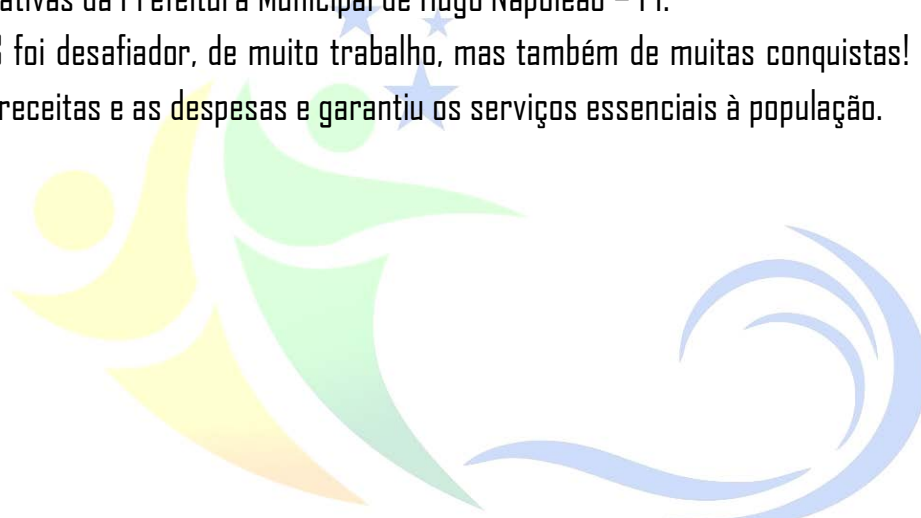 da Prefeitura Municipal de Hugo Napoleão – PI.
foi desafiador, de muito trabalho, mas também de muitas conquistas!
receitas e as despesas e garantiu os serviços essenciais à população.